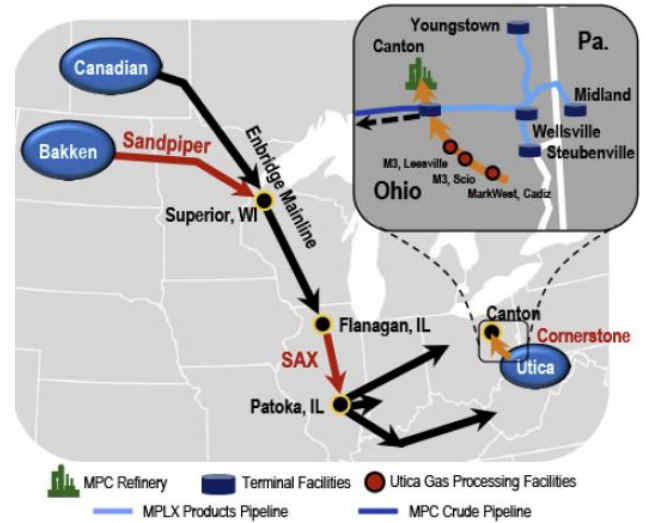 Youngstown
Pa.
Canton
Midland
Wellsville
Steubenville
M3, Leesville
M3, Scio
MarkWest, Cadiz
Ohio
Canadian
Sandpiper
Bakken
Enbridge Mainline
Superior, WI
Flanagan, IL
SAX
Patoka, IL
Canton
Cornerstone
Utica
MPC Refinery
Terminal Facilities
Utica Gas Processing Facilities
MPLX Products Pipeline
MPC Crude Pipeline